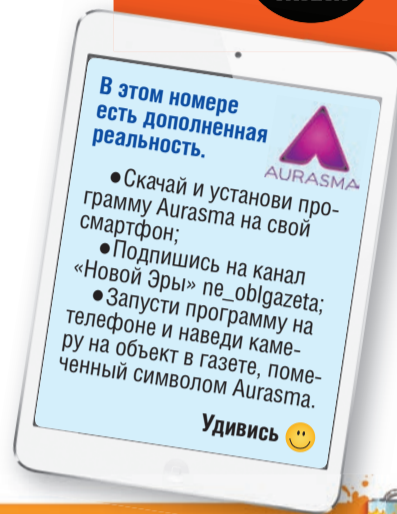 В этом номере
есть дополненная
реальность.
AURASMA
●Скачай и установи про-
грамму Aurasma на свой
смартфон;
●Подпишись на канал
«Новой Эры» ne_oblgazeta;
●Запусти программу на
телефоне и наведи каме-
ру на объект в газете, поме-
ченный символом Aurasma.
Удивись